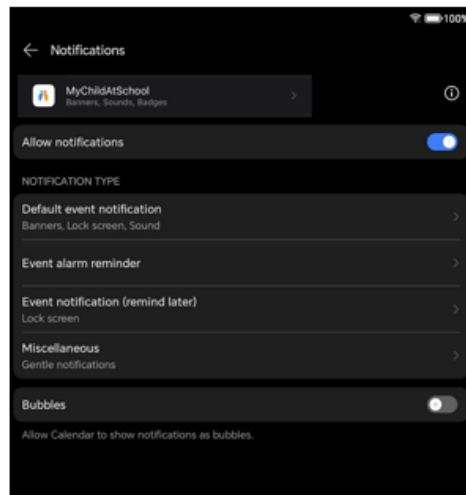 100%
Notifications
MyChildAtSchool
Banners, Sounds, Badges
Allow notifications
NOTIFICATION TYPE
Default event notification
Banners, Lock screen, Sound
Event alarm reminder
Event notification (remind later)
Lock screen
Miscellaneous
Gentle notifications
Bubbles
Allow Calendar to show notifications as bubbles.